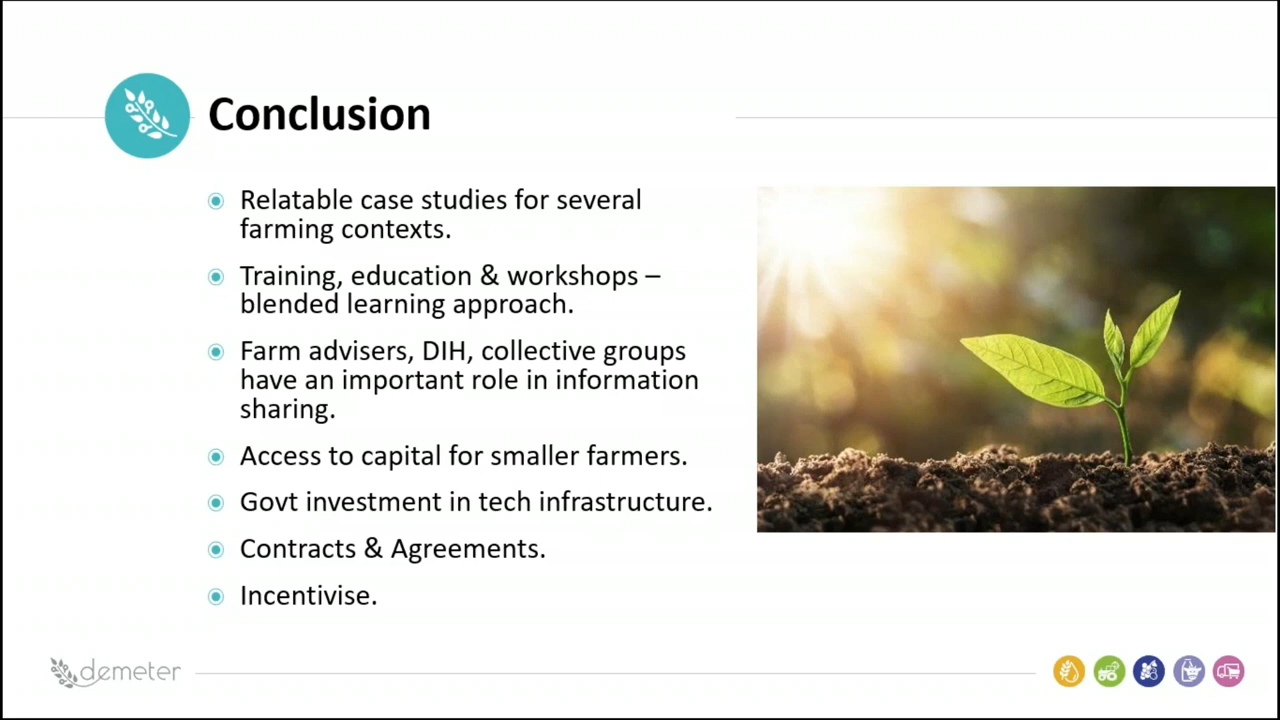 Conclusion
Relatable case studies for several
farming contexts.
Training, education & workshops –
blended learning approach.
Farm advisers, DIH, collective groups
have an important role in information
sharing.
Access to capital for smaller farmers.
Govt investment in tech infrastructure.
Contracts & Agreements.
Incentivise.
demeter